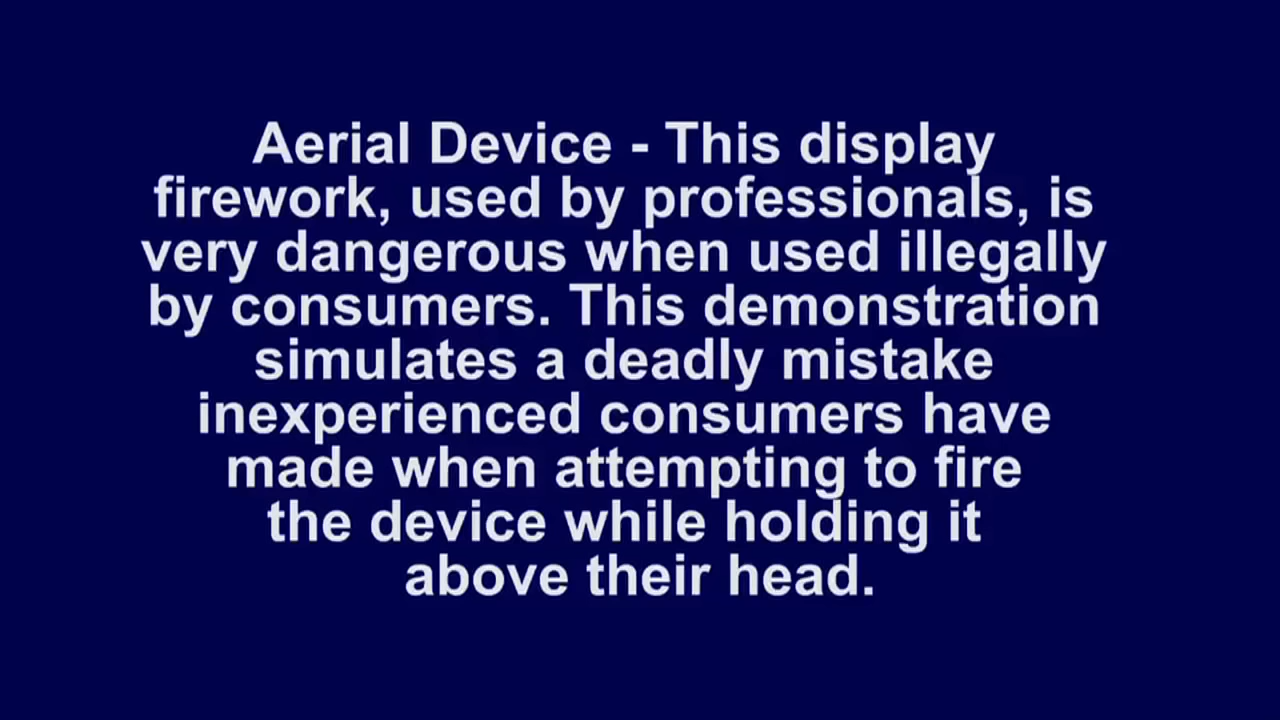 Aerial Device - This display
firework, used by professionals, is
very dangerous when used illegally
by consumers. This demonstration
simulates a deadly mistake
inexperienced consumers have
made when attempting to fire
the device while holding it
above their head.